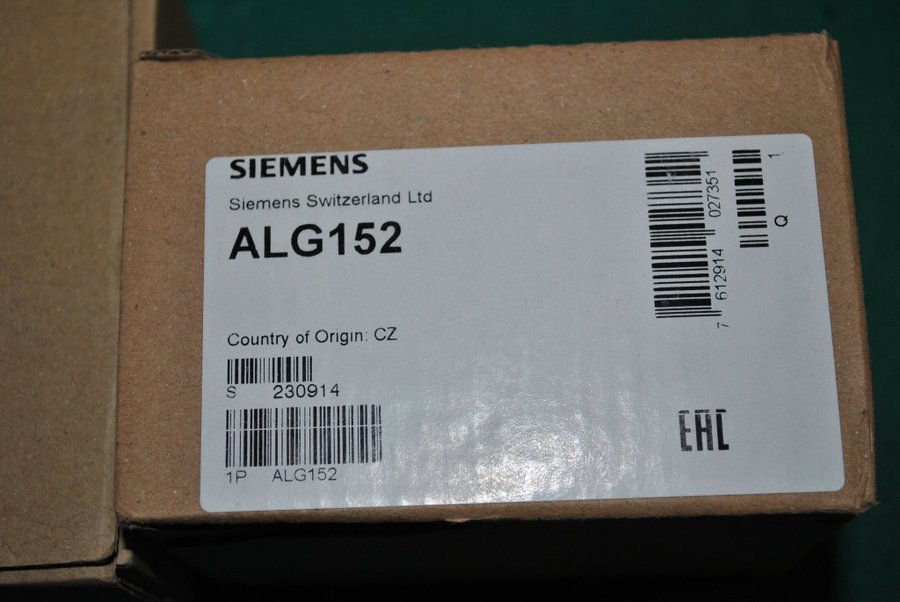 SIEMENS
Siemens Switzerland Ltd
ALG152
Country of Origin: CZ
S 230914
1P ALG152
7 612914 027351
Q 1
EAC